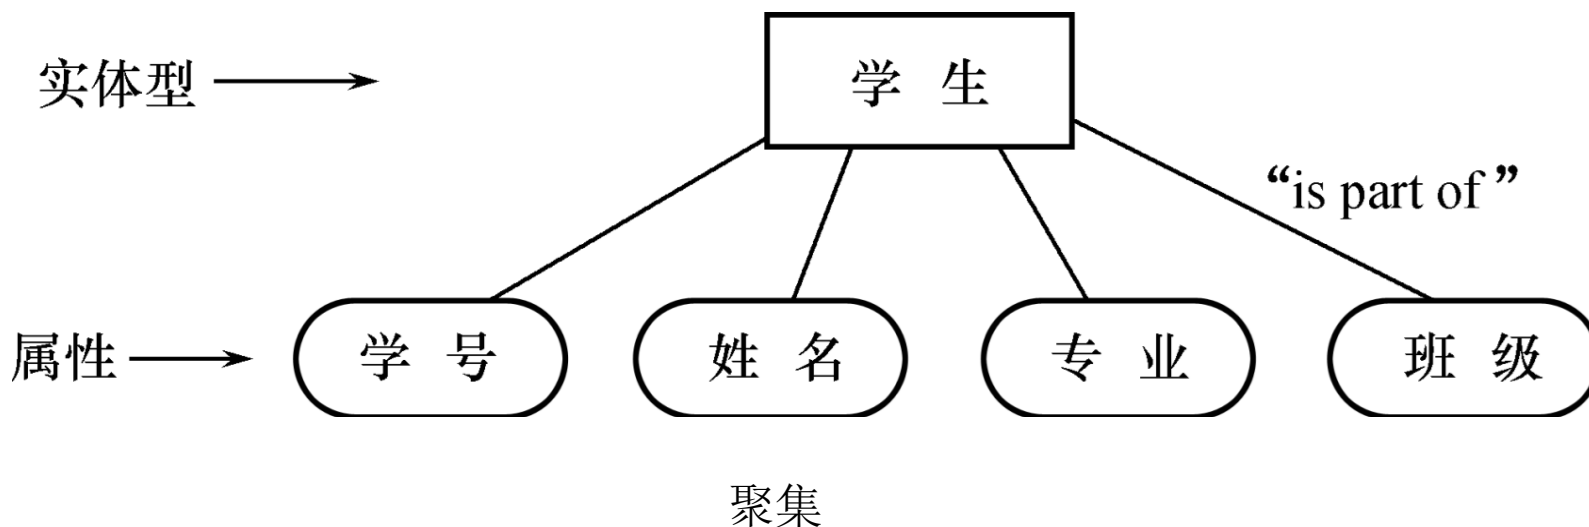 实体型
学 生
“is part of”
属性
学 号
姓 名
专 业
班 级
聚集